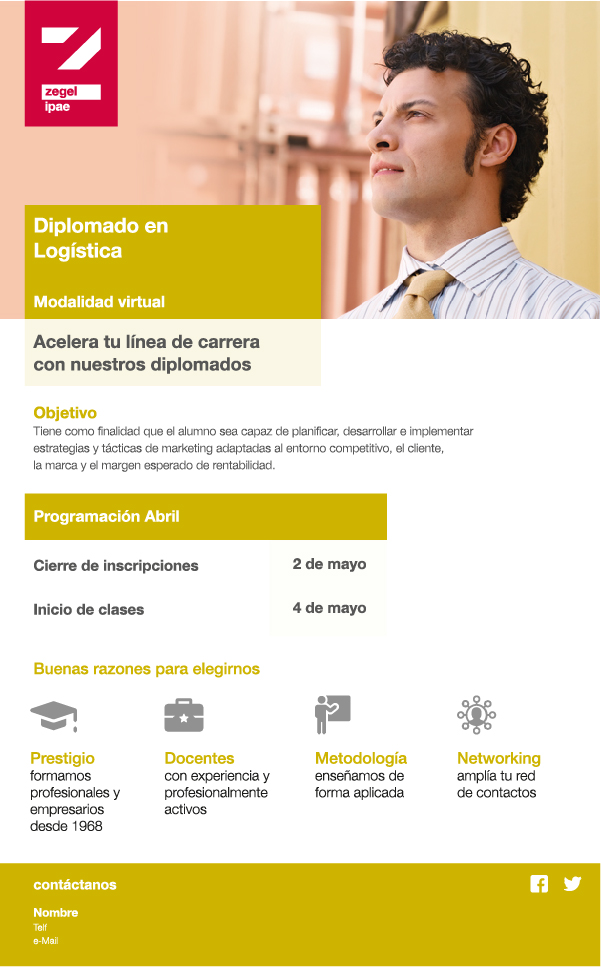 zegel
ipae
Diplomado en
Logística
Modalidad virtual
Acelera tu línea de carrera
con nuestros diplomados
Objetivo
Tiene como finalidad que el alumno sea capaz de planificar, desarrollar e implementar
estrategias y tácticas de marketing adaptadas al entorno competitivo, el cliente,
la marca y el margen esperado de rentabilidad.
Programación Abril
Cierre de inscripciones 2 de mayo
Inicio de clases 4 de mayo
Buenas razones para elegirnos
Prestigio
formamos
profesionales y
empresarios
desde 1968
Docentes
con experiencia y
profesionalmente
activos
Metodología
enseñamos de
forma aplicada
Networking
amplía tu red
de contactos
contáctanos
Nombre
Telf
e-Mail